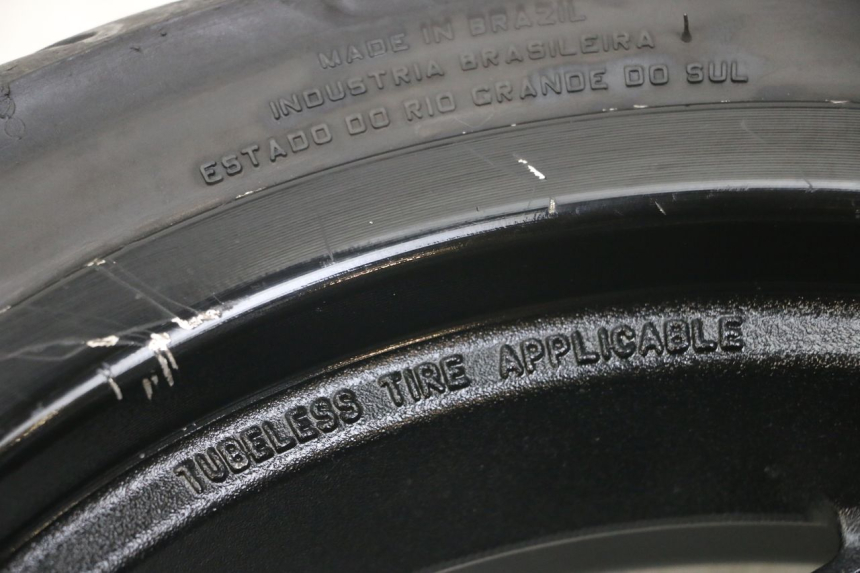 MADE IN BRAZIL
INDUSTRIA BRASILEIRA
ESTADO DO RIO GRANDE DO SUL
TUBELESS TIRE APPLICABLE